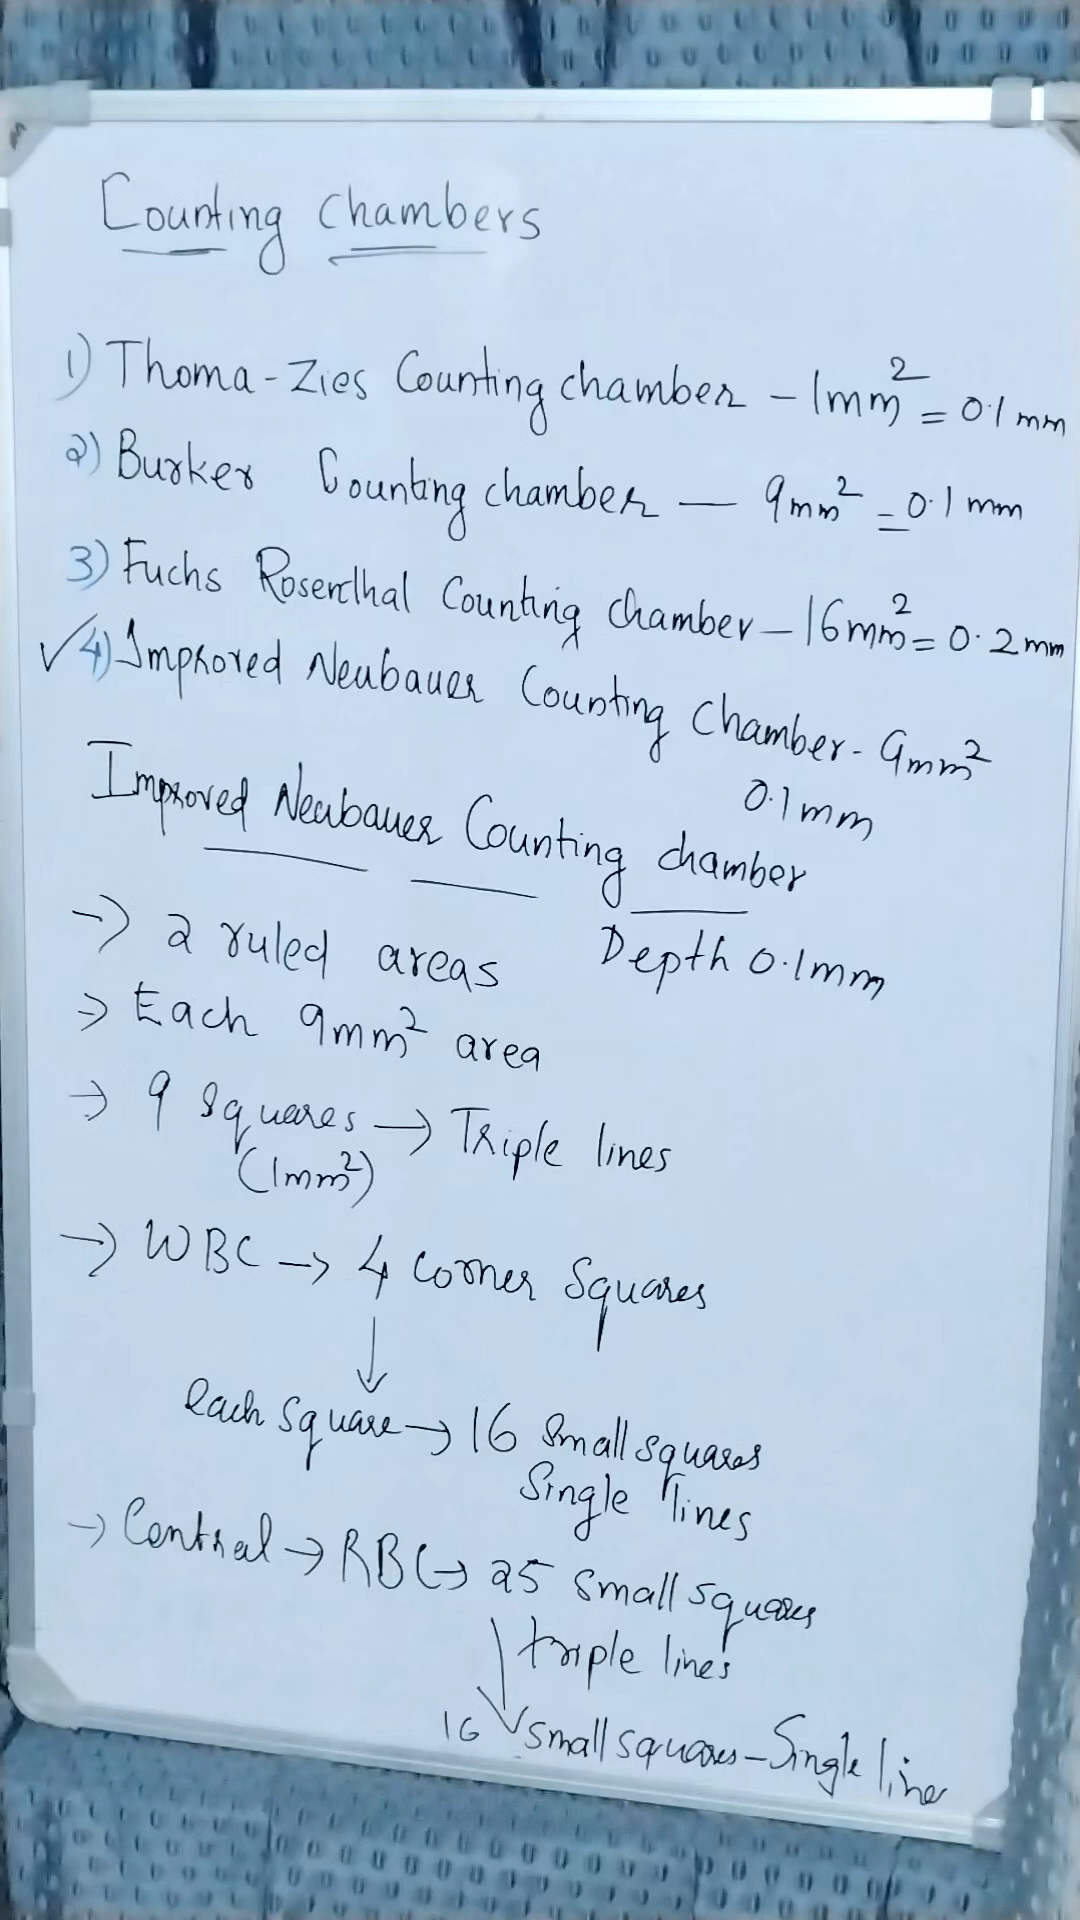 Counting chambers
1) Thoma-Zies Counting chamber - 1mm² = 0.1 mm
2) Burker Counting chamber — 9mm² = 0.1 mm
3) Fuchs Rosenthal Counting chamber - 16mm² = 0.2 mm
✓ 4) Improved Neubauer Counting chamber - 9mm²
0.1 mm
Improved Neubauer Counting chamber
→ 2 ruled areas Depth 0.1mm
→ Each 9mm² area
→ 9 squares → Triple lines
(1mm²)
→ WBC → 4 corner squares
↓
each square → 16 small squares
Single lines
→ Central → RBC → 25 small squares
triple lines
16 small squares - Single line